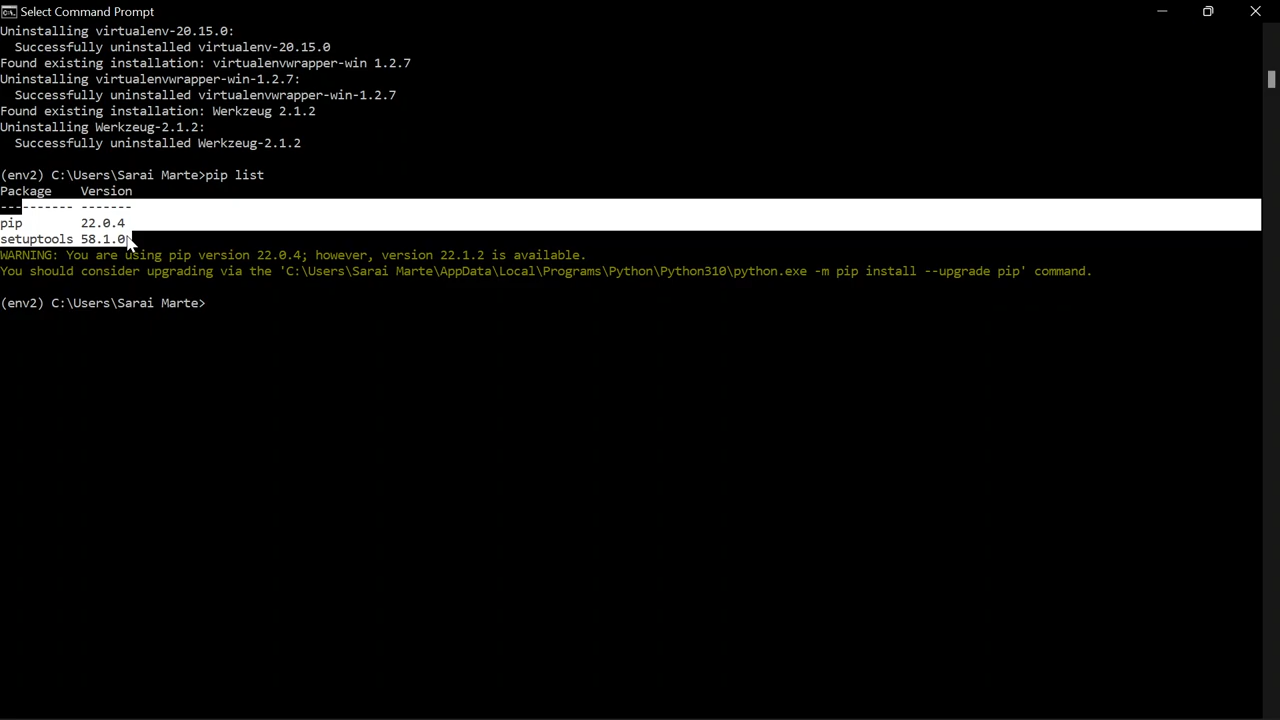 Select Command Prompt
Uninstalling virtualenv-20.15.0:
  Successfully uninstalled virtualenv-20.15.0
Found existing installation: virtualenvwrapper-win 1.2.7
Uninstalling virtualenvwrapper-win-1.2.7:
  Successfully uninstalled virtualenvwrapper-win-1.2.7
Found existing installation: Werkzeug 2.1.2
Uninstalling Werkzeug-2.1.2:
  Successfully uninstalled Werkzeug-2.1.2
(env2) C:\Users\Sarai Marte>pip list
Package    Version
---------- -------
pip        22.0.4
setuptools 58.1.0
WARNING: You are using pip version 22.0.4; however, version 22.1.2 is available.
You should consider upgrading via the 'C:\Users\Sarai Marte\AppData\Local\Programs\Python\Python310\python.exe -m pip install --upgrade pip' command.
(env2) C:\Users\Sarai Marte>